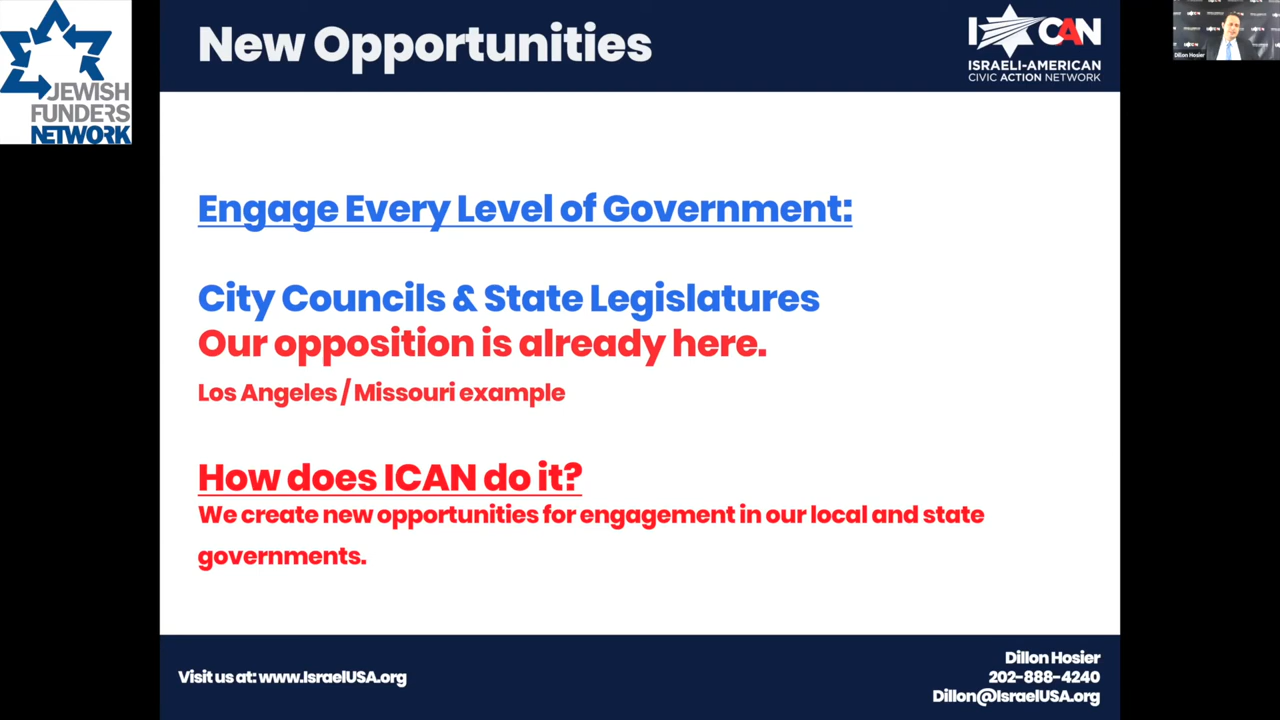 JEWISH
FUNDERS
NETWORK
New Opportunities
I CAN
ISRAELI-AMERICAN
CIVIC ACTION NETWORK
Dillon Hosier
Engage Every Level of Government:
City Councils & State Legislatures
Our opposition is already here.
Los Angeles / Missouri example
How does ICAN do it?
We create new opportunities for engagement in our local and state
governments.
Visit us at: www.IsraelUSA.org
Dillon Hosier
202-888-4240
Dillon@IsraelUSA.org